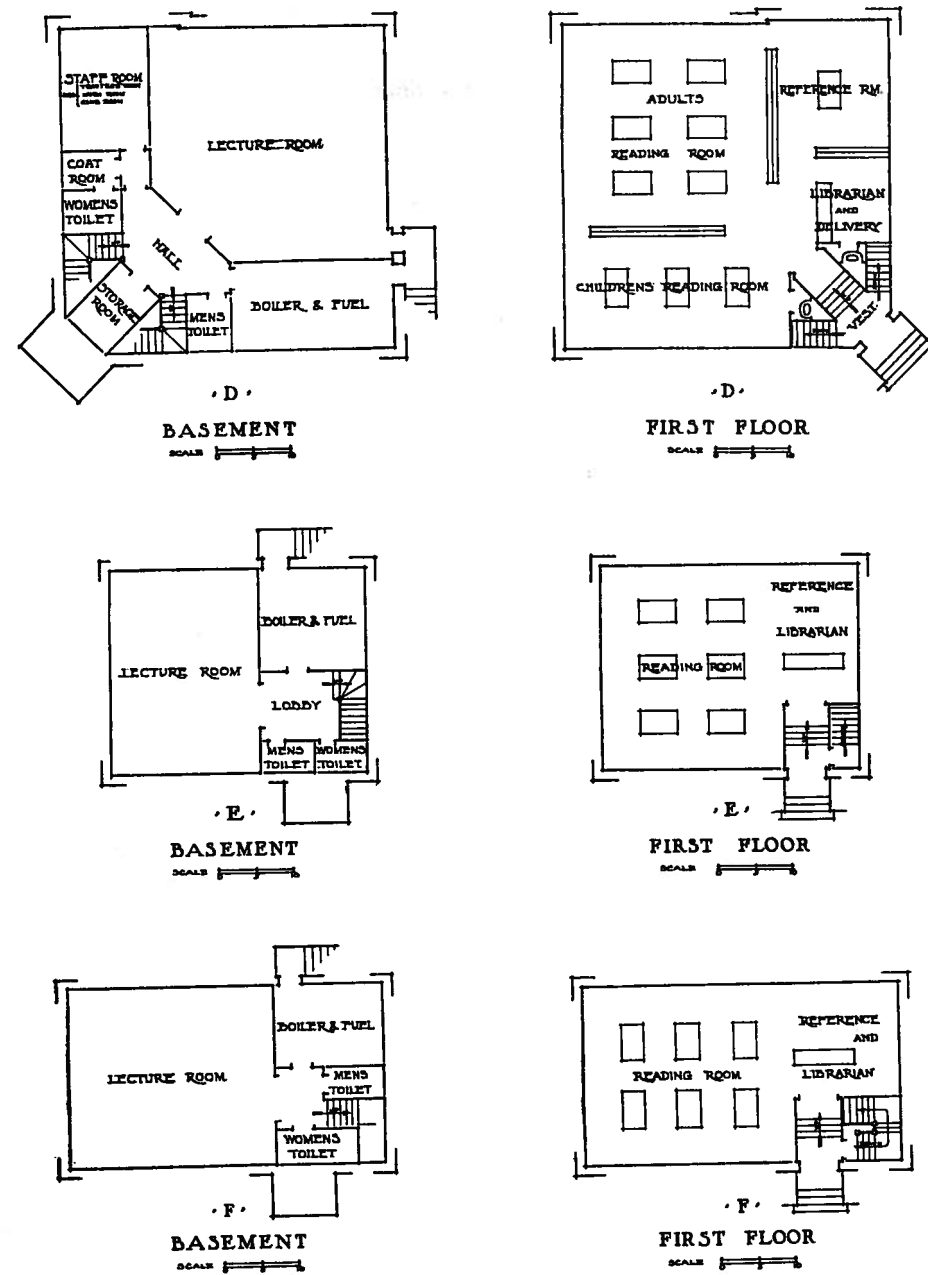 STAFF ROOM
COAT
ROOM
WOMENS
TOILET
LECTURE ROOM
HALL
STORAGE
ROOM
MENS
TOILET
BOILER & FUEL
· D ·
BASEMENT
SCALE
ADULTS
READING ROOM
REFERENCE RM.
LIBRARIAN
AND
DELIVERY
CHILDRENS READING ROOM
VEST.
· D ·
FIRST FLOOR
SCALE
BOILER & FUEL
LECTURE ROOM
LOBBY
MENS
TOILET
WOMENS
TOILET
· E ·
BASEMENT
SCALE
REFERENCE
AND
LIBRARIAN
READING ROOM
· E ·
FIRST FLOOR
SCALE
BOILER & FUEL
LECTURE ROOM
MENS
TOILET
WOMENS
TOILET
· F ·
BASEMENT
SCALE
REFERENCE
AND
LIBRARIAN
READING ROOM
· F ·
FIRST FLOOR
SCALE